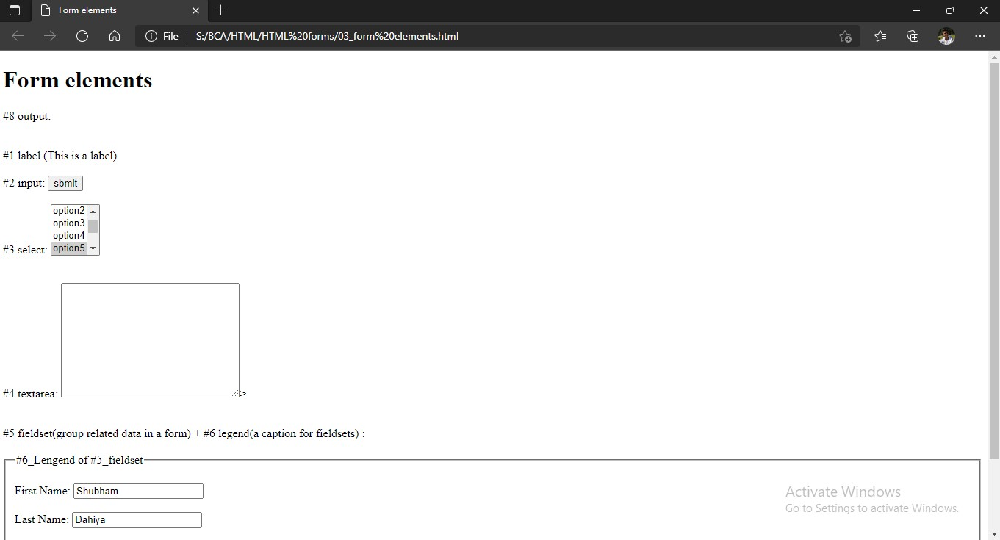 Form elements
File S:/BCA/HTML/HTML%20forms/03_form%20elements.html
Form elements
#8 output:
#1 label (This is a label)
#2 input: sbmit
option2
option3
option4
#3 select: option5
#4 textarea: >
#5 fieldset(group related data in a form) + #6 legend(a caption for fieldsets) :
#6_Lengend of #5_fieldset
First Name: Shubham
Last Name: Dahiya
Activate Windows
Go to Settings to activate Windows.